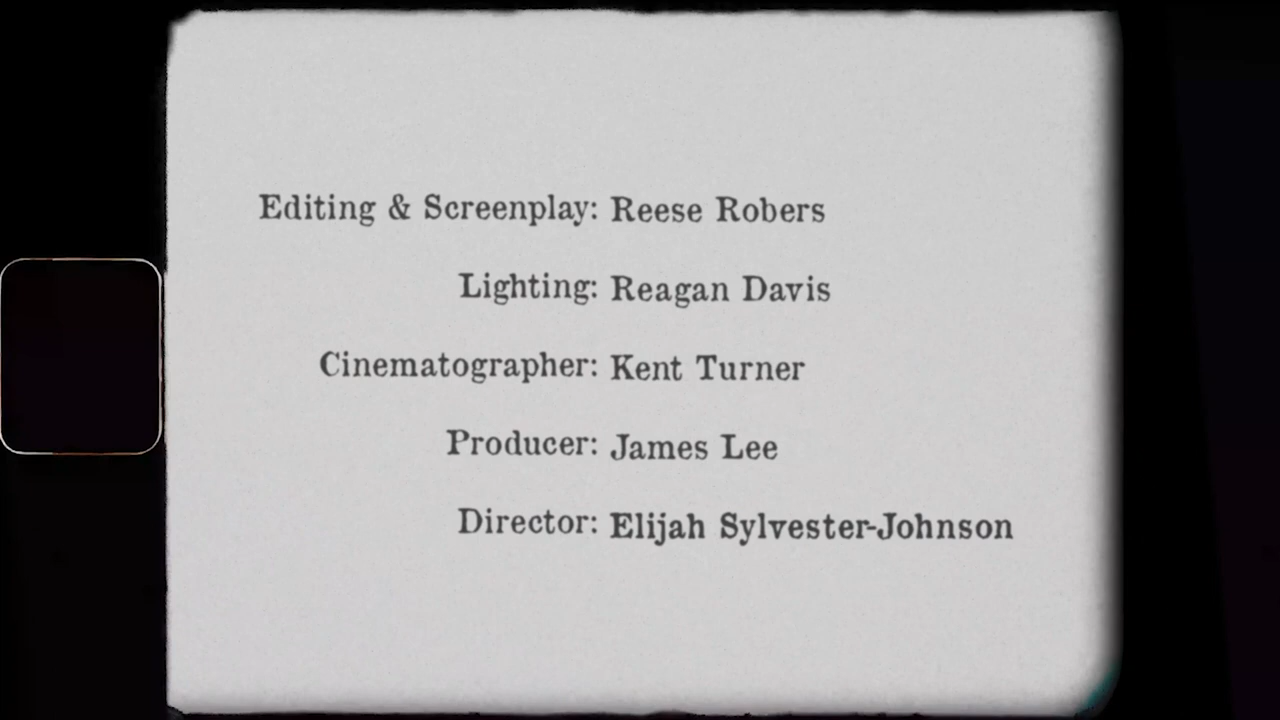 Editing & Screenplay: Reese Robers
Lighting: Reagan Davis
Cinematographer: Kent Turner
Producer: James Lee
Director: Elijah Sylvester-Johnson